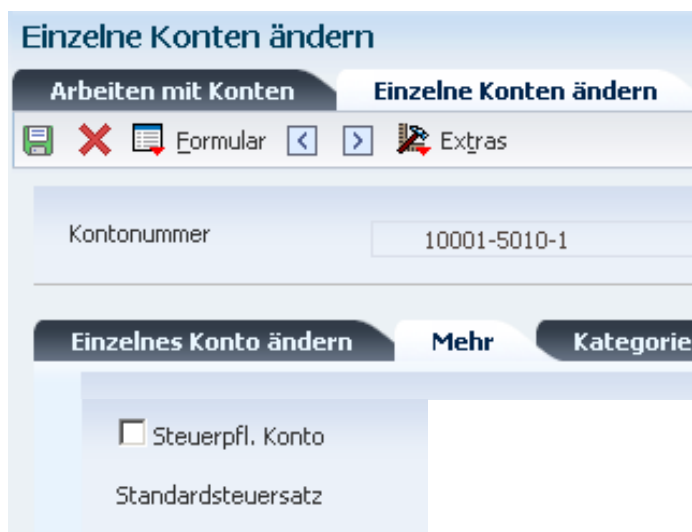 Einzelne Konten ändern
Arbeiten mit Konten Einzelne Konten ändern
Formular Extras
Kontonummer 10001-5010-1
Einzelnes Konto ändern Mehr Kategorie
Steuerpfl. Konto
Standardsteuersatz